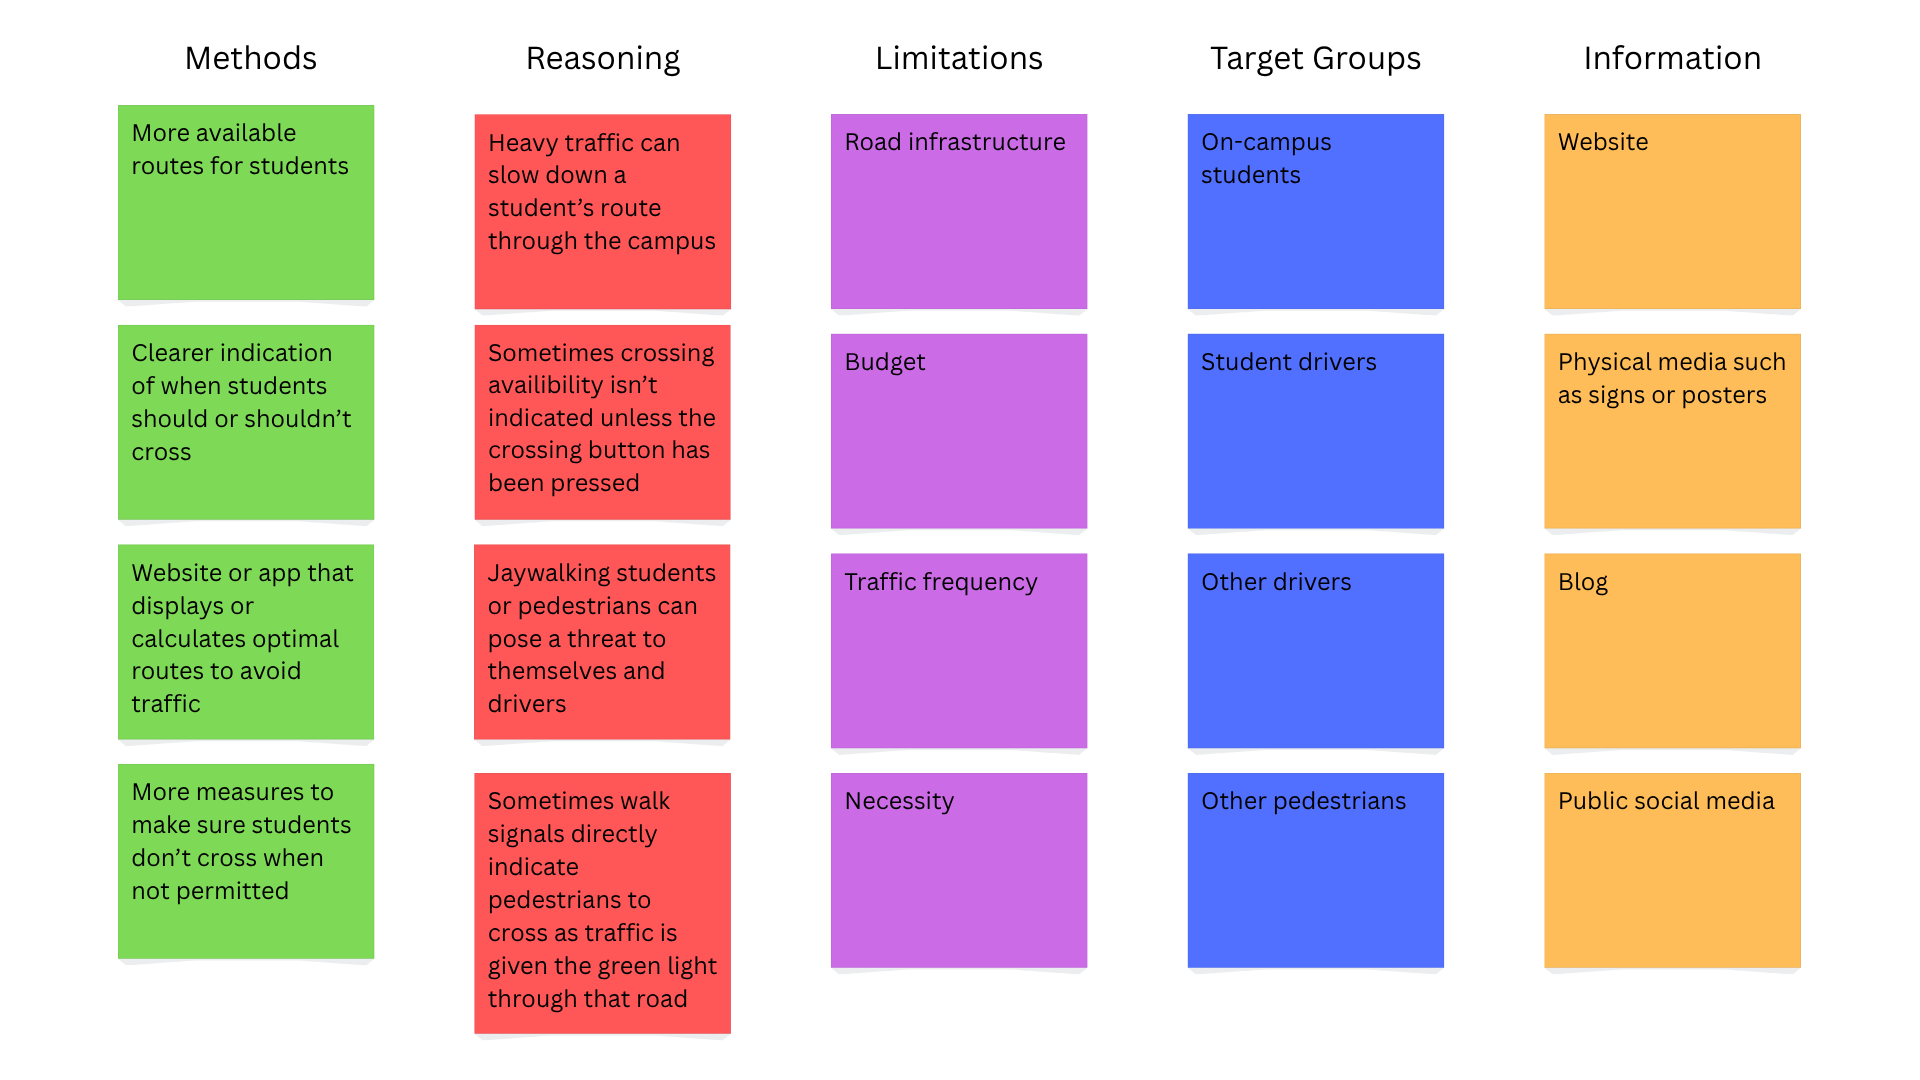 Methods
More available
routes for students
Clearer indication
of when students
should or shouldn’t
cross
Website or app that
displays or
calculates optimal
routes to avoid
traffic
More measures to
make sure students
don’t cross when
not permitted
Reasoning
Heavy traffic can
slow down a
student’s route
through the campus
Sometimes crossing
availibility isn’t
indicated unless the
crossing button has
been pressed
Jaywalking students
or pedestrians can
pose a threat to
themselves and
drivers
Sometimes walk
signals directly
indicate
pedestrians to
cross as traffic is
given the green light
through that road
Limitations
Road infrastructure
Budget
Traffic frequency
Necessity
Target Groups
On-campus
students
Student drivers
Other drivers
Other pedestrians
Information
Website
Physical media such
as signs or posters
Blog
Public social media